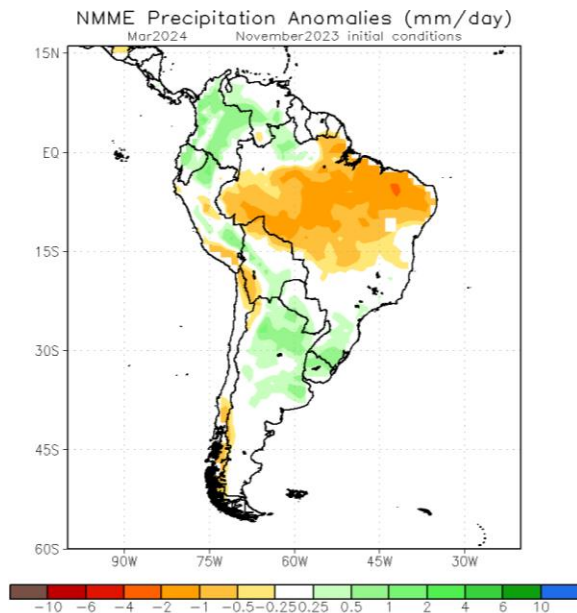 NMME Precipitation Anomalies (mm/day)
Mar2024 November2023 initial conditions
15N
EQ
15S
30S
45S
60S
90W 75W 60W 45W 30W
-10 -6 -4 -2 -1 -0.5 -0.25 0.25 0.5 1 2 4 6 10